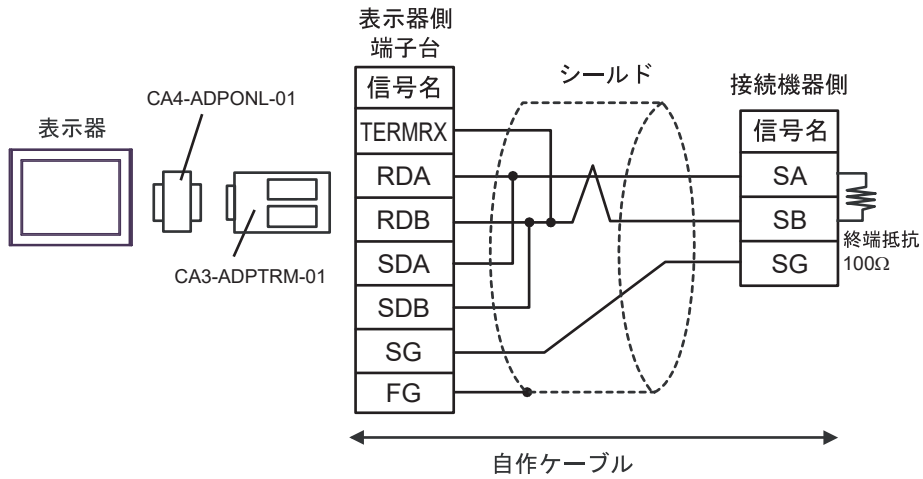 表示器
CA4-ADPONL-01
CA3-ADPTRM-01
表示器側
端子台
信号名
TERMRX
RDA
RDB
SDA
SDB
SG
FG
シールド
接続機器側
信号名
SA
SB
SG
終端抵抗
100Ω
自作ケーブル